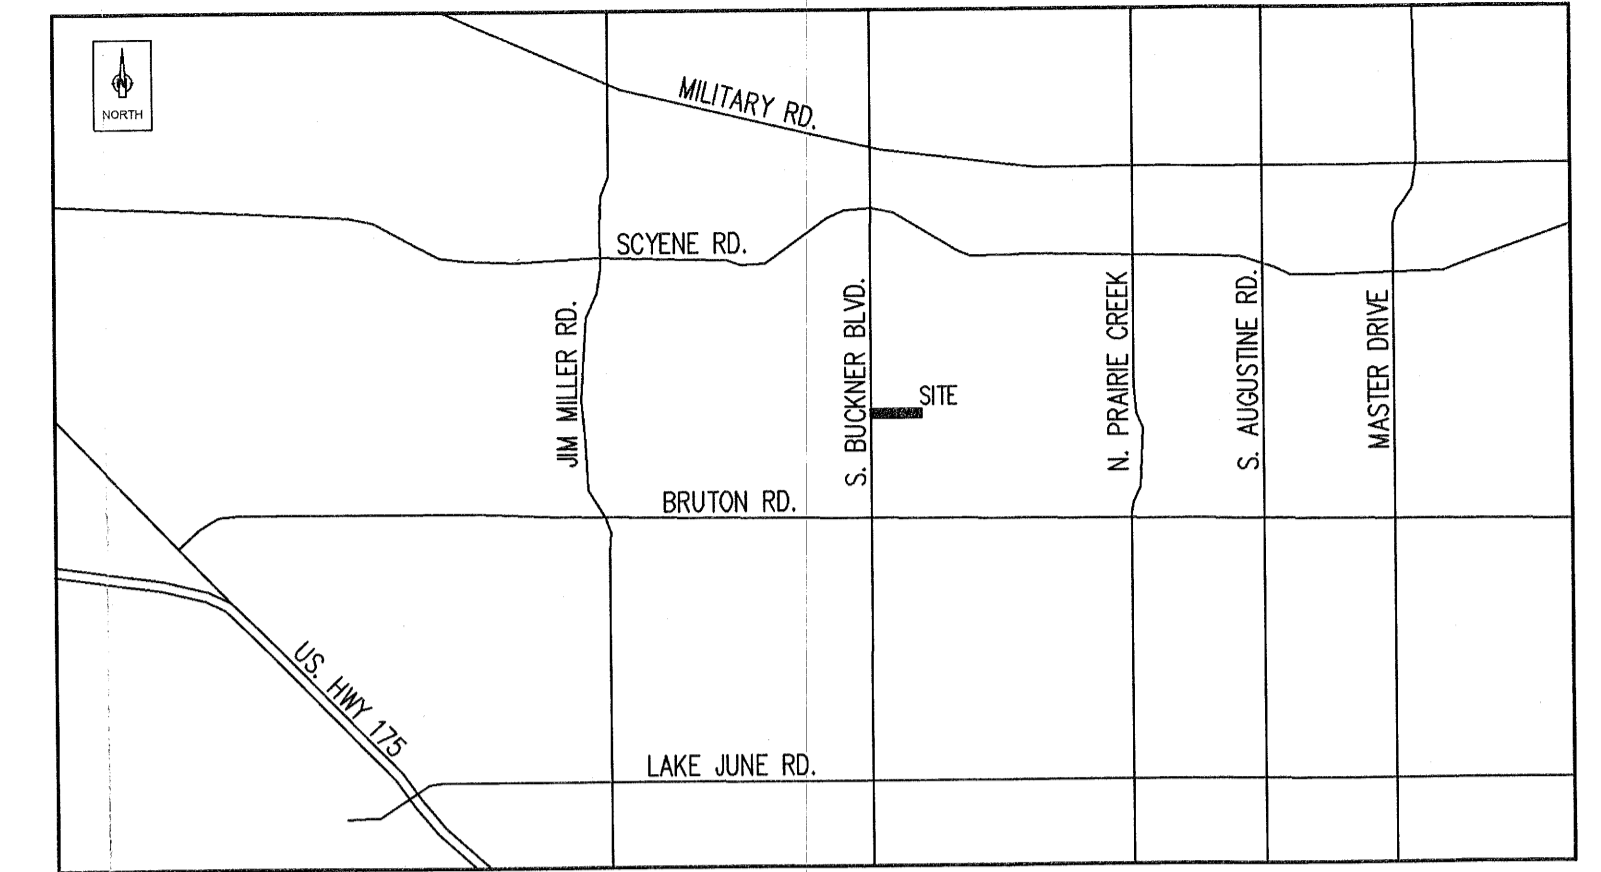 N
NORTH
MILITARY RD.
SCYENE RD.
JIM MILLER RD.
S. BUCKNER BLVD.
SITE
N. PRAIRIE CREEK
S. AUGUSTINE RD.
MASTER DRIVE
BRUTON RD.
US. HWY 175
LAKE JUNE RD.